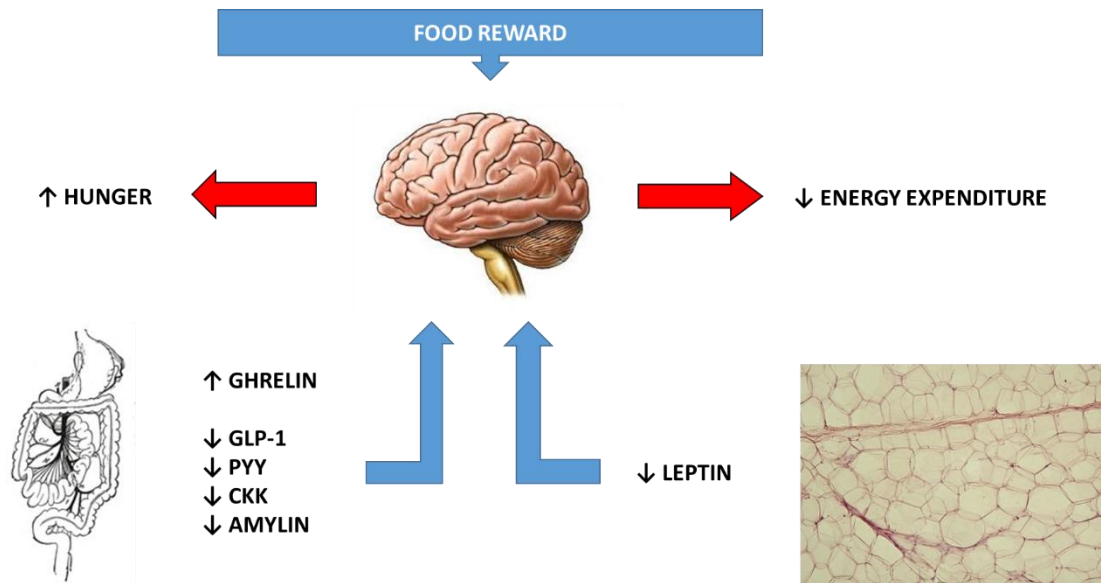 FOOD REWARD
↑ HUNGER
↓ ENERGY EXPENDITURE
↑ GHRELIN
↓ GLP-1
↓ PYY
↓ CKK
↓ AMYLIN
↓ LEPTIN